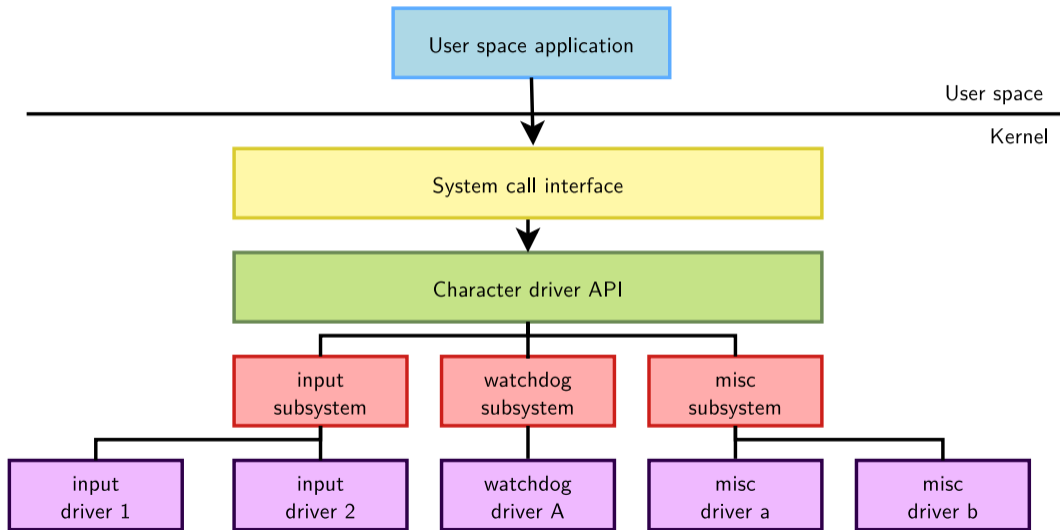 User space application
User space
Kernel
System call interface
Character driver API
input
subsystem
watchdog
subsystem
misc
subsystem
input
driver 1
input
driver 2
watchdog
driver A
misc
driver a
misc
driver b